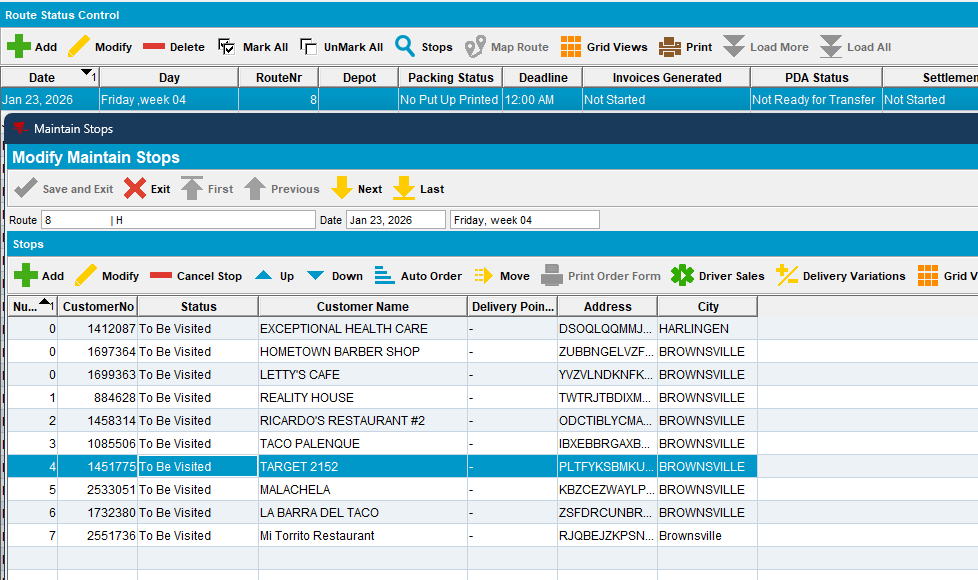 Route Status Control
Add Modify Delete Mark All UnMark All Stops Map Route Grid Views Print Load More Load All
Date 1 Day RouteNr Depot Packing Status Deadline Invoices Generated PDA Status Settlemen
Jan 23, 2026 Friday ,week 04 8 No Put Up Printed 12:00 AM Not Started Not Ready for Transfer Not Started
Maintain Stops
Modify Maintain Stops
Save and Exit Exit First Previous Next Last
Route 8 | H Date Jan 23, 2026 Friday, week 04
Stops
Add Modify Cancel Stop Up Down Auto Order Move Print Order Form Driver Sales Delivery Variations Grid V
Nu... 1 CustomerNo Status Customer Name Delivery Poin... Address City
0 1412087 To Be Visited EXCEPTIONAL HEALTH CARE - DSOQLQQMMJ... HARLINGEN
0 1697364 To Be Visited HOMETOWN BARBER SHOP - ZUBBNGELVZF... BROWNSVILLE
0 1699363 To Be Visited LETTY'S CAFE - YVZVLNDKNFK... BROWNSVILLE
1 884628 To Be Visited REALITY HOUSE - TWTRJTBDIXM... BROWNSVILLE
2 1458314 To Be Visited RICARDO'S RESTAURANT #2 - ODCTIBLYCMA... BROWNSVILLE
3 1085506 To Be Visited TACO PALENQUE - IBXEBBRGAXB... BROWNSVILLE
4 1451775 To Be Visited TARGET 2152 - PLTFYKSBMKU... BROWNSVILLE
5 2533051 To Be Visited MALACHELA - KBZCEZWAYLP... BROWNSVILLE
6 1732380 To Be Visited LA BARRA DEL TACO - ZSFDRCUNBR... BROWNSVILLE
7 2551736 To Be Visited Mi Torrito Restaurant - RJQBEJZKPSN... Brownsville